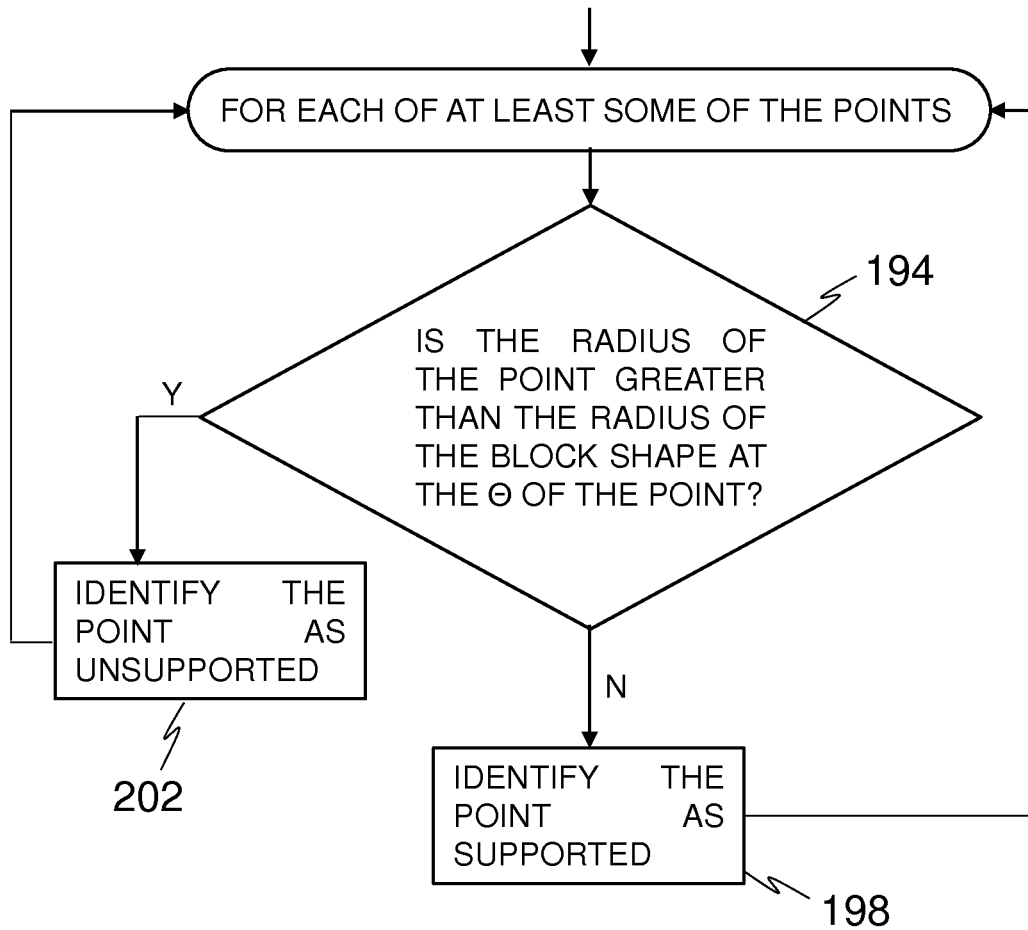 FOR EACH OF AT LEAST SOME OF THE POINTS
194
IS THE RADIUS OF
THE POINT GREATER
THAN THE RADIUS OF
THE BLOCK SHAPE AT
THE Θ OF THE POINT?
Y
IDENTIFY THE
POINT AS
UNSUPPORTED
202
N
IDENTIFY THE
POINT AS
SUPPORTED
198